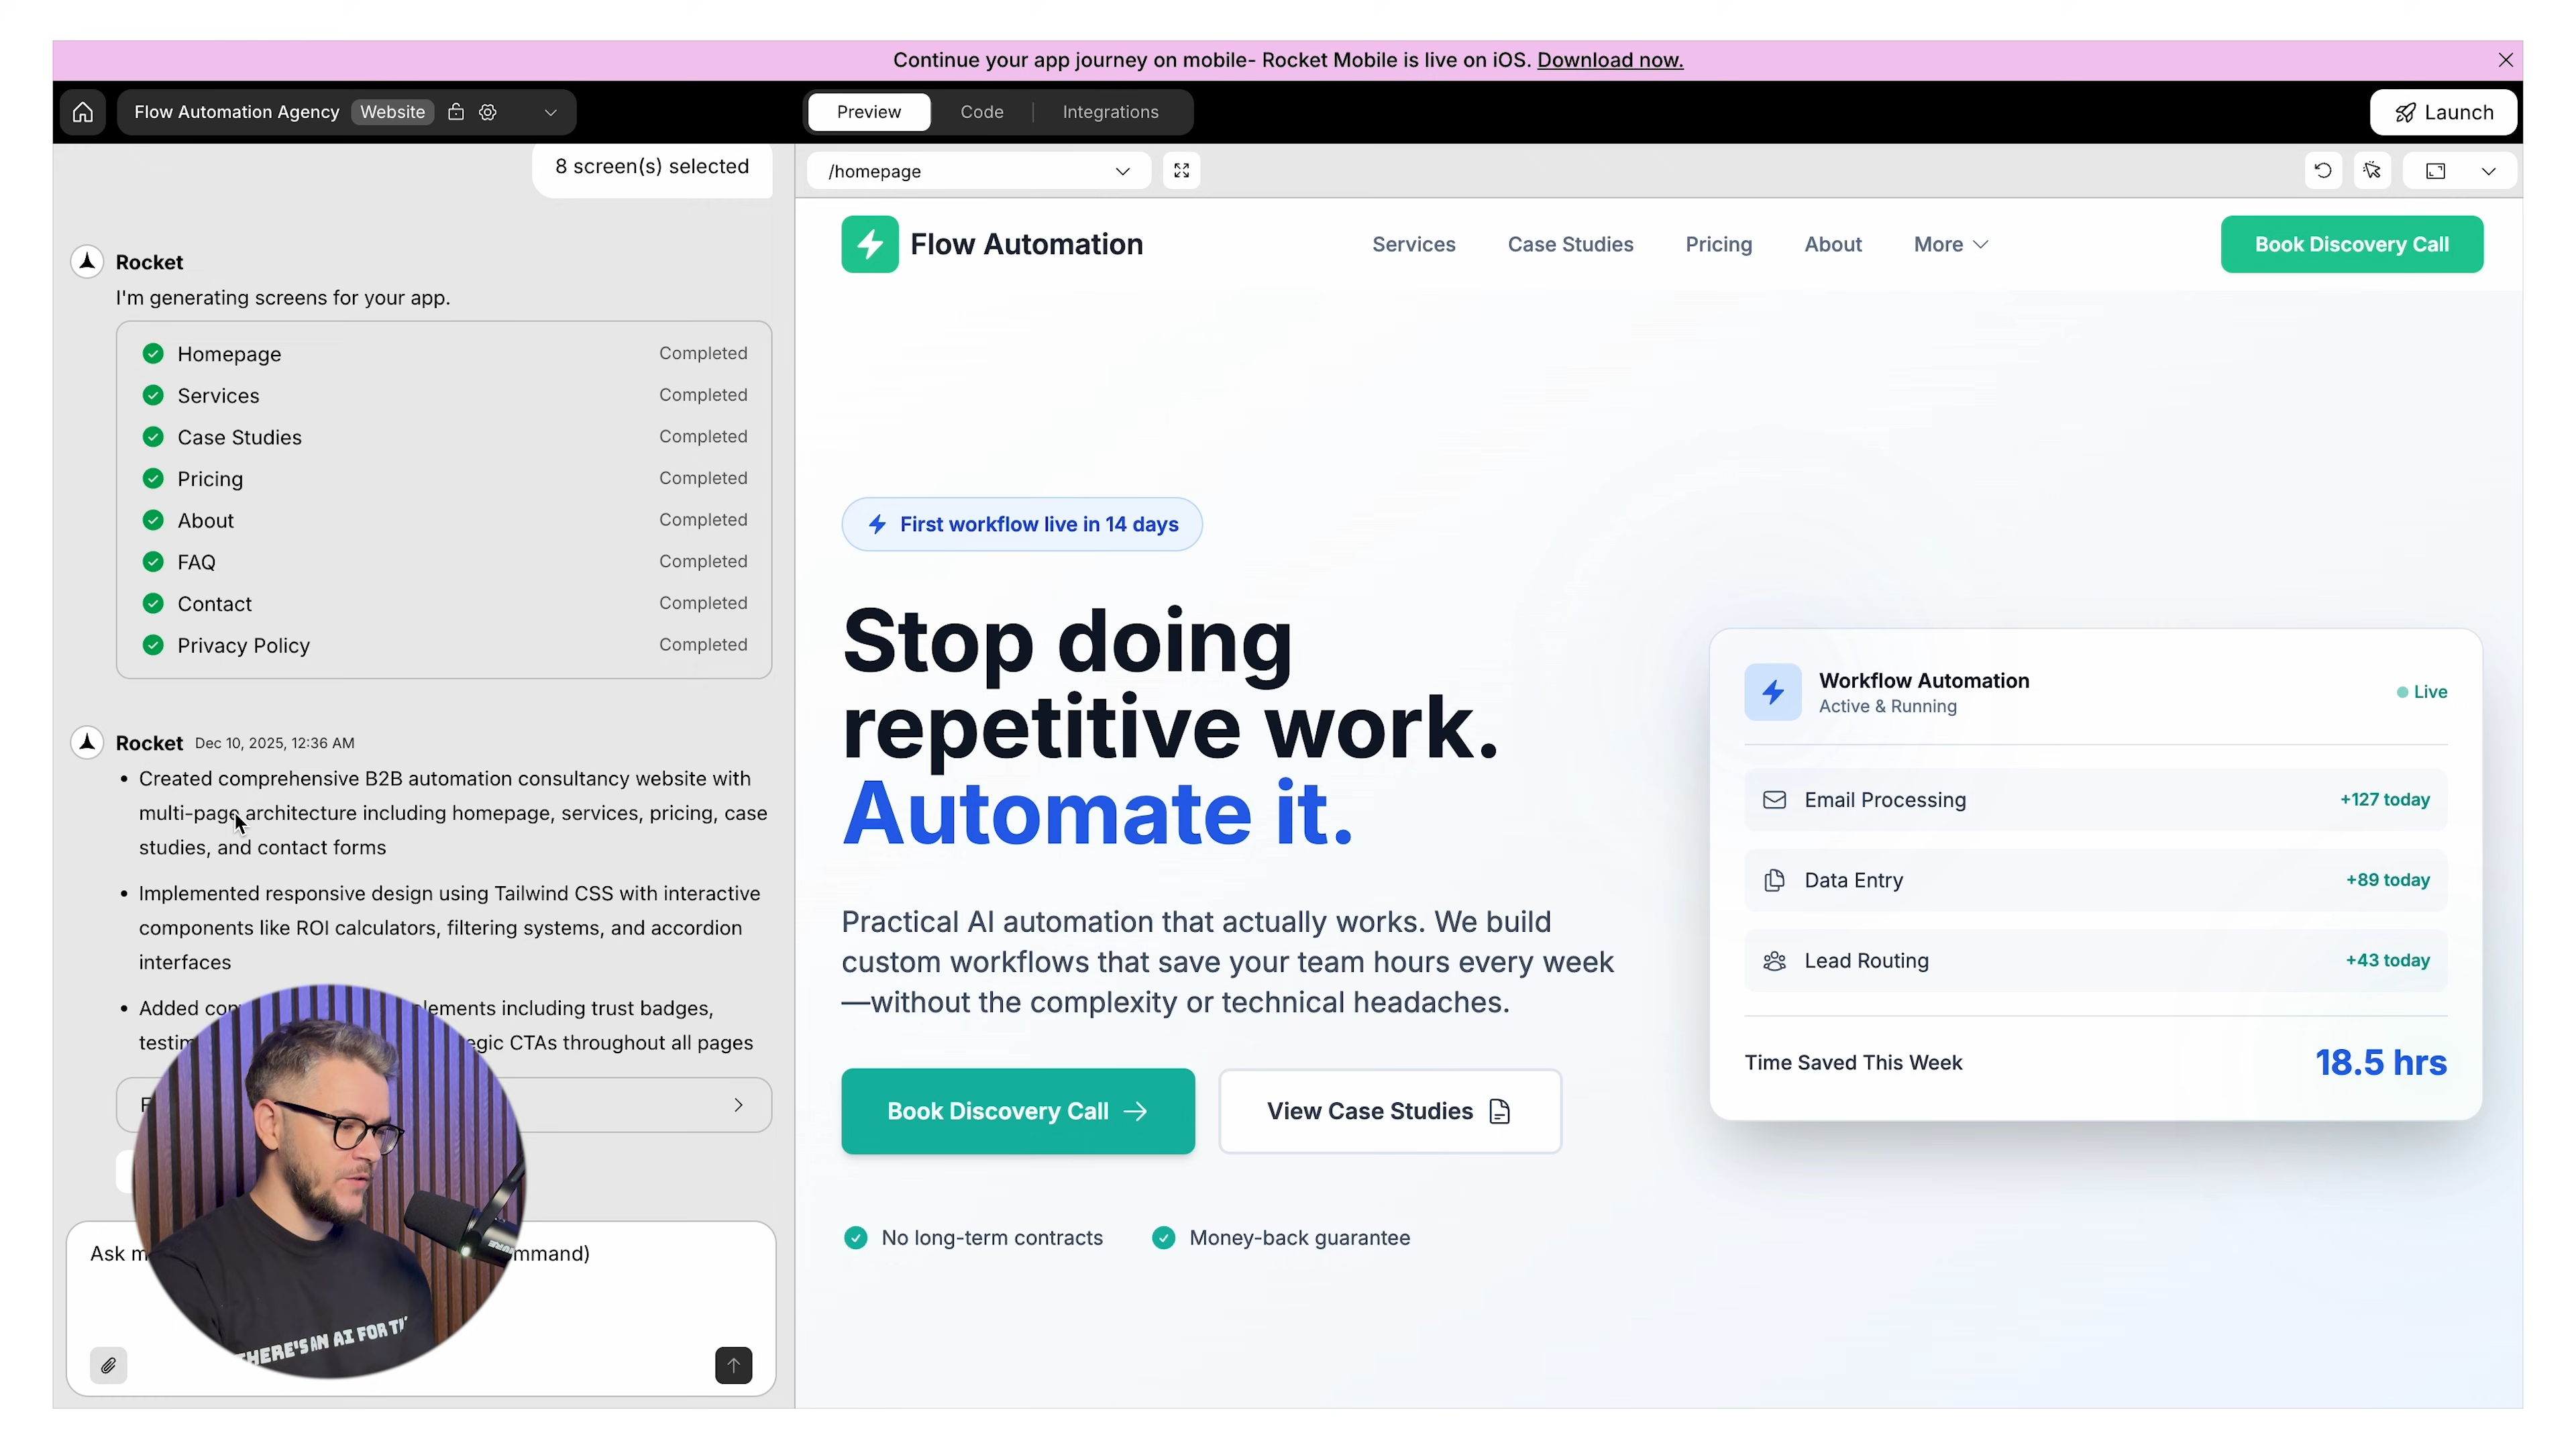 Continue your app journey on mobile- Rocket Mobile is live on iOS. Download now.
Flow Automation Agency Website
Preview Code Integrations
Launch
8 screen(s) selected
Rocket
I'm generating screens for your app.
Homepage Completed
Services Completed
Case Studies Completed
Pricing Completed
About Completed
FAQ Completed
Contact Completed
Privacy Policy Completed
Rocket Dec 10, 2025, 12:36 AM
• Created comprehensive B2B automation consultancy website with
multi-page architecture including homepage, services, pricing, case
studies, and contact forms
• Implemented responsive design using Tailwind CSS with interactive
components like ROI calculators, filtering systems, and accordion
interfaces
• Added including trust badges,
CTAs throughout all pages
Ask
THERE'S AN AI FOR
/homepage
Flow Automation
Services Case Studies Pricing About More
Book Discovery Call
First workflow live in 14 days
Stop doing
repetitive work.
Automate it.
Practical AI automation that actually works. We build
custom workflows that save your team hours every week
—without the complexity or technical headaches.
Book Discovery Call
View Case Studies
No long-term contracts
Money-back guarantee
Workflow Automation
Active & Running
Live
Email Processing +127 today
Data Entry +89 today
Lead Routing +43 today
Time Saved This Week 18.5 hrs